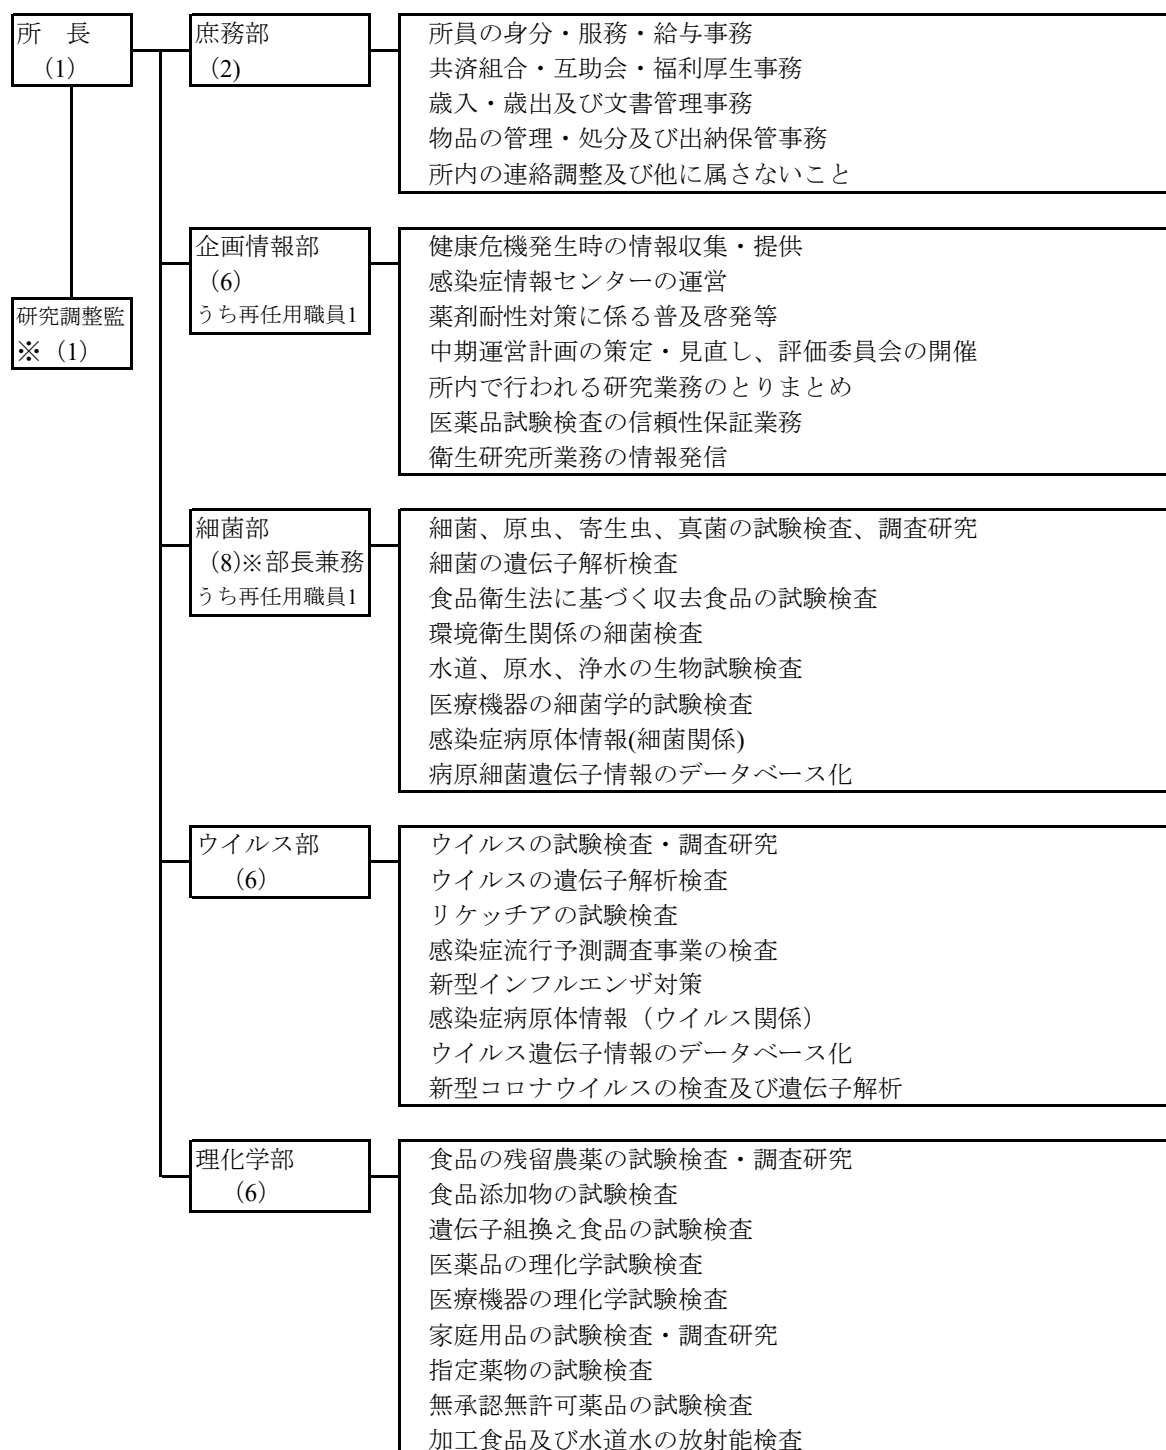 所　長
（1）
研究調整監
※（1）
庶務部
（2)
所員の身分・服務・給与事務
共済組合・互助会・福利厚生事務
歳入・歳出及び文書管理事務
物品の管理・処分及び出納保管事務
所内の連絡調整及び他に属さないこと
企画情報部
（6）
うち再任用職員1
健康危機発生時の情報収集・提供
感染症情報センターの運営
薬剤耐性対策に係る普及啓発等
中期運営計画の策定・見直し、評価委員会の開催
所内で行われる研究業務のとりまとめ
医薬品試験検査の信頼性保証業務
衛生研究所業務の情報発信
細菌部
（8)※部長兼務
うち再任用職員1
細菌、原虫、寄生虫、真菌の試験検査、調査研究
細菌の遺伝子解析検査
食品衛生法に基づく収去食品の試験検査
環境衛生関係の細菌検査
水道、原水、浄水の生物試験検査
医療機器の細菌学的試験検査
感染症病原体情報(細菌関係)
病原細菌遺伝子情報のデータベース化
ウイルス部
（6）
ウイルスの試験検査・調査研究
ウイルスの遺伝子解析検査
リケッチアの試験検査
感染症流行予測調査事業の検査
新型インフルエンザ対策
感染症病原体情報（ウイルス関係）
ウイルス遺伝子情報のデータベース化
新型コロナウイルスの検査及び遺伝子解析
理化学部
（6）
食品の残留農薬の試験検査・調査研究
食品添加物の試験検査
遺伝子組換え食品の試験検査
医薬品の理化学試験検査
医療機器の理化学試験検査
家庭用品の試験検査・調査研究
指定薬物の試験検査
無承認無許可薬品の試験検査
加工食品及び水道水の放射能検査